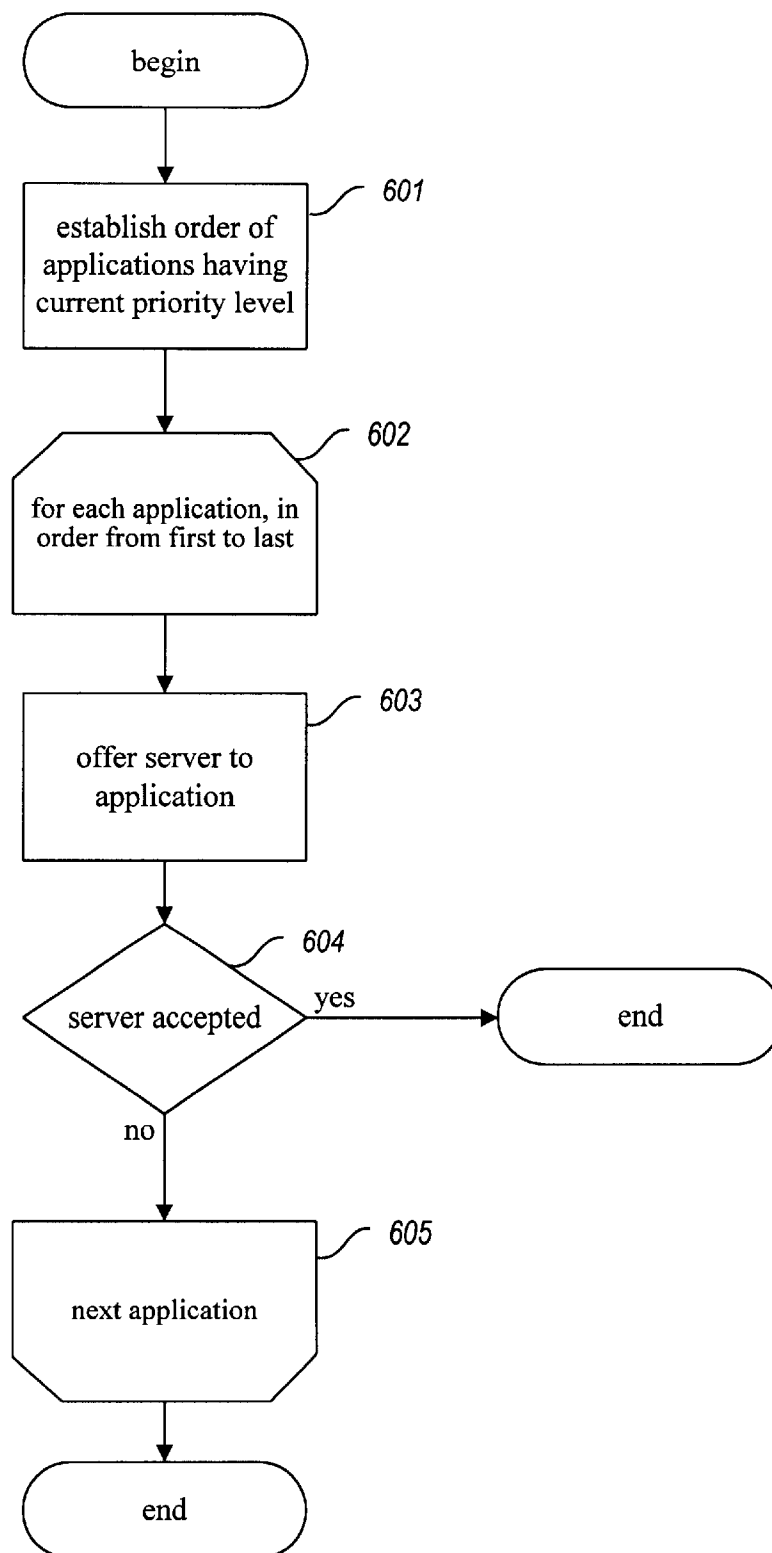 begin
601
establish order of
applications having
current priority level
602
for each application, in
order from first to last
603
offer server to
application
604
server accepted
yes
end
no
605
next application
end